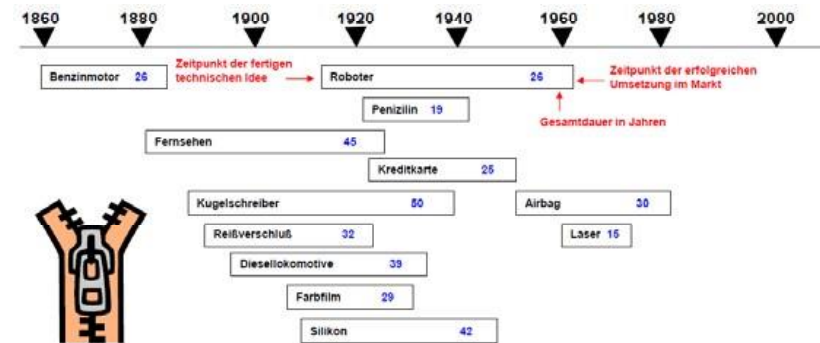 1860 1880 1900 1920 1940 1960 1980 2000
Benzinmotor 26
Zeitpunkt der fertigen
technischen Idee
Roboter 26
Zeitpunkt der erfolgreichen
Umsetzung im Markt
Penizilin 19
Gesamtdauer in Jahren
Fernsehen 45
Kreditkarte 25
Kugelschreiber 50
Airbag 30
Reißverschluß 32
Laser 15
Diesellokomotive 39
Farbfilm 29
Silikon 42